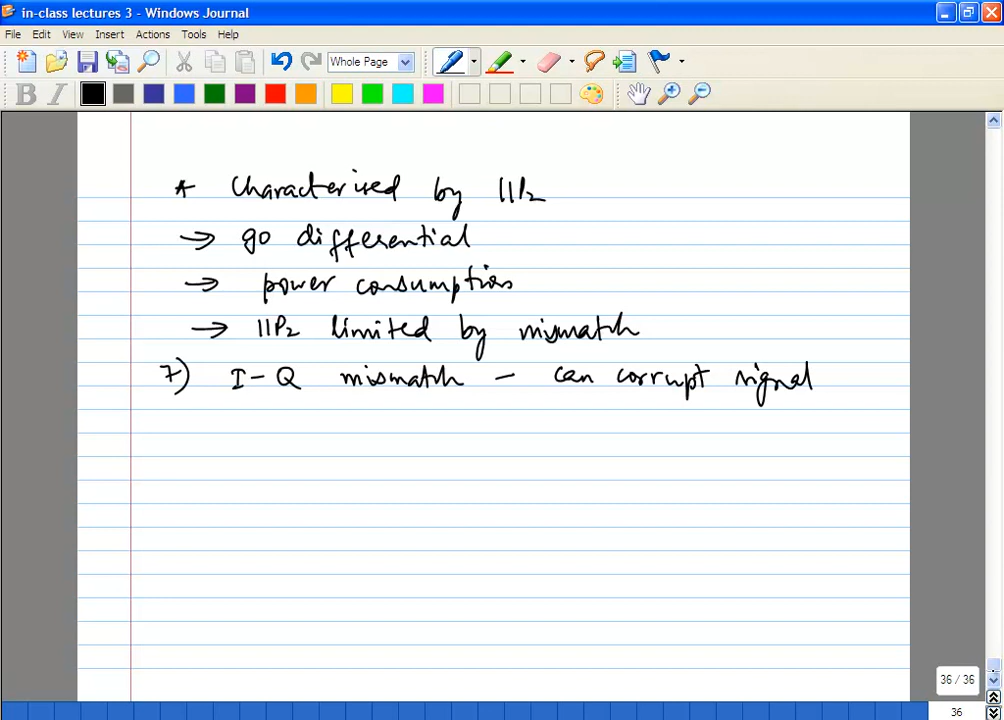 in-class lectures 3 - Windows Journal
File Edit View Insert Actions Tools Help
Whole Page
B I
* Characterised by IIP2
→ go differential
→ power consumption
→ IIP2 limited by mismatch
7) I-Q mismatch - can corrupt signal
36 / 36
36